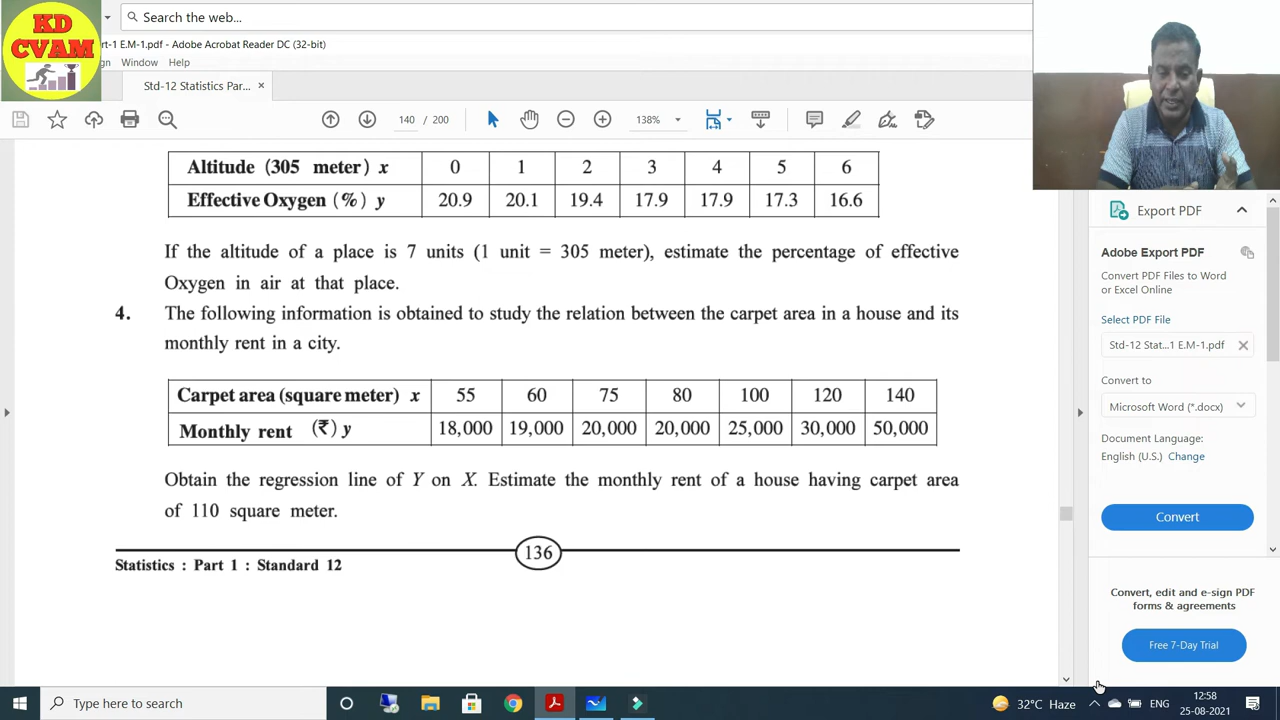 KD
CVAM
Search the web...
rt-1 E.M-1.pdf - Adobe Acrobat Reader DC (32-bit)
gn Window Help
Std-12 Statistics Par... ×
140 / 200 138%
Altitude (305 meter) x 0 1 2 3 4 5 6
Effective Oxygen (%) y 20.9 20.1 19.4 17.9 17.9 17.3 16.6
If the altitude of a place is 7 units (1 unit = 305 meter), estimate the percentage of effective
Oxygen in air at that place.
4. The following information is obtained to study the relation between the carpet area in a house and its
monthly rent in a city.
Carpet area (square meter) x 55 60 75 80 100 120 140
Monthly rent (₹) y 18,000 19,000 20,000 20,000 25,000 30,000 50,000
Obtain the regression line of Y on X. Estimate the monthly rent of a house having carpet area
of 110 square meter.
136
Statistics : Part 1 : Standard 12
Export PDF
Adobe Export PDF
Convert PDF Files to Word
or Excel Online
Select PDF File
Std-12 Stat...1 E.M-1.pdf ×
Convert to
Microsoft Word (*.docx)
Document Language:
English (U.S.) Change
Convert
Convert, edit and e-sign PDF
forms & agreements
Free 7-Day Trial
Type here to search
32°C Haze
ENG
12:58
25-08-2021